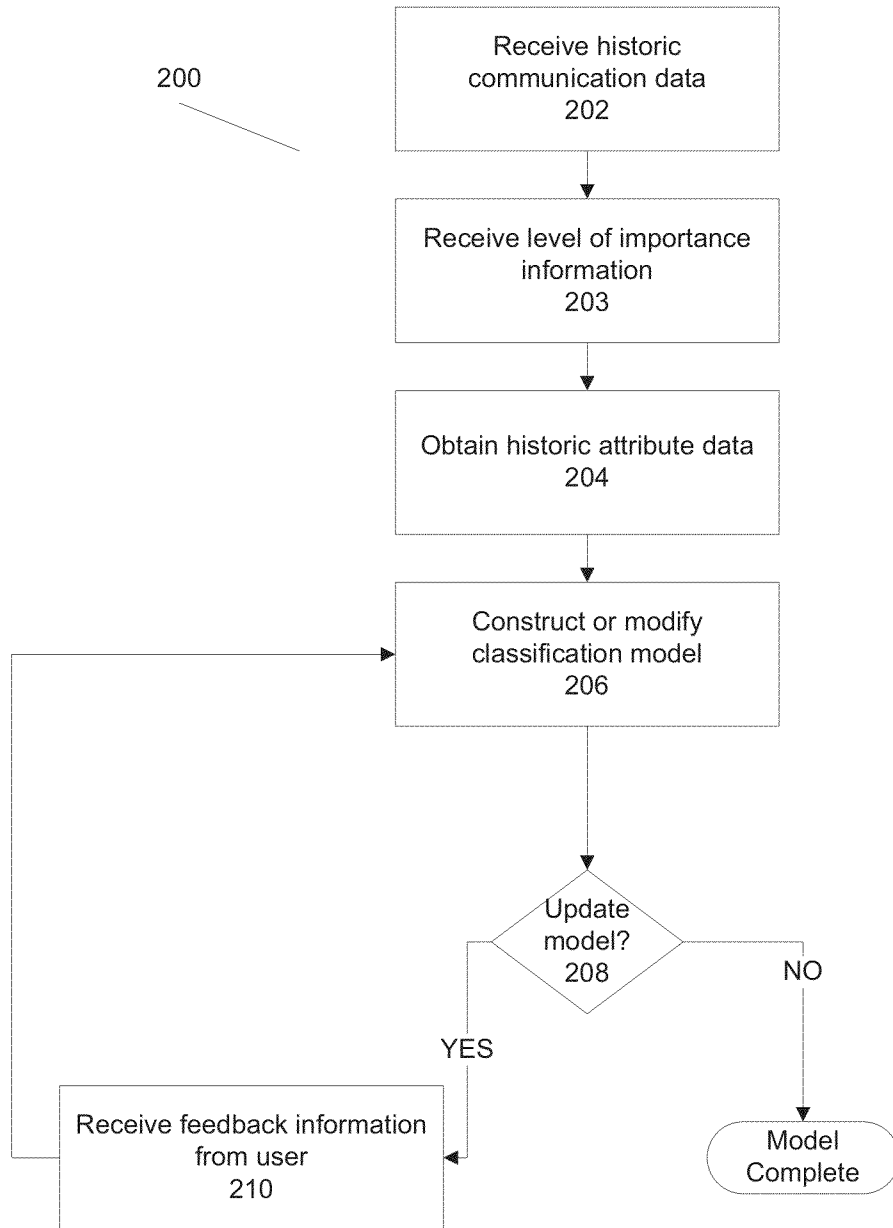 200
Receive historic
communication data
202
Receive level of importance
information
203
Obtain historic attribute data
204
Construct or modify
classification model
206
Update
model?
208
NO
YES
Receive feedback information
from user
210
Model
Complete